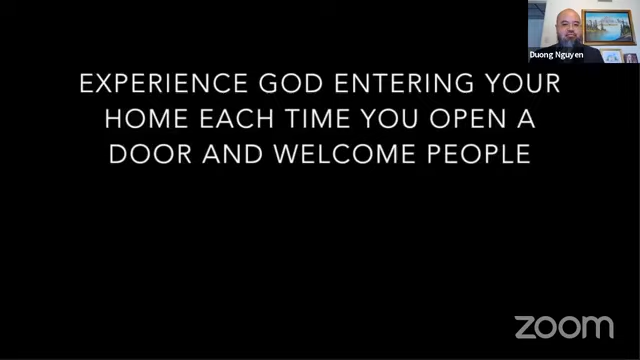 Duong Nguyen
EXPERIENCE GOD ENTERING YOUR
HOME EACH TIME YOU OPEN A
DOOR AND WELCOME PEOPLE
zoom